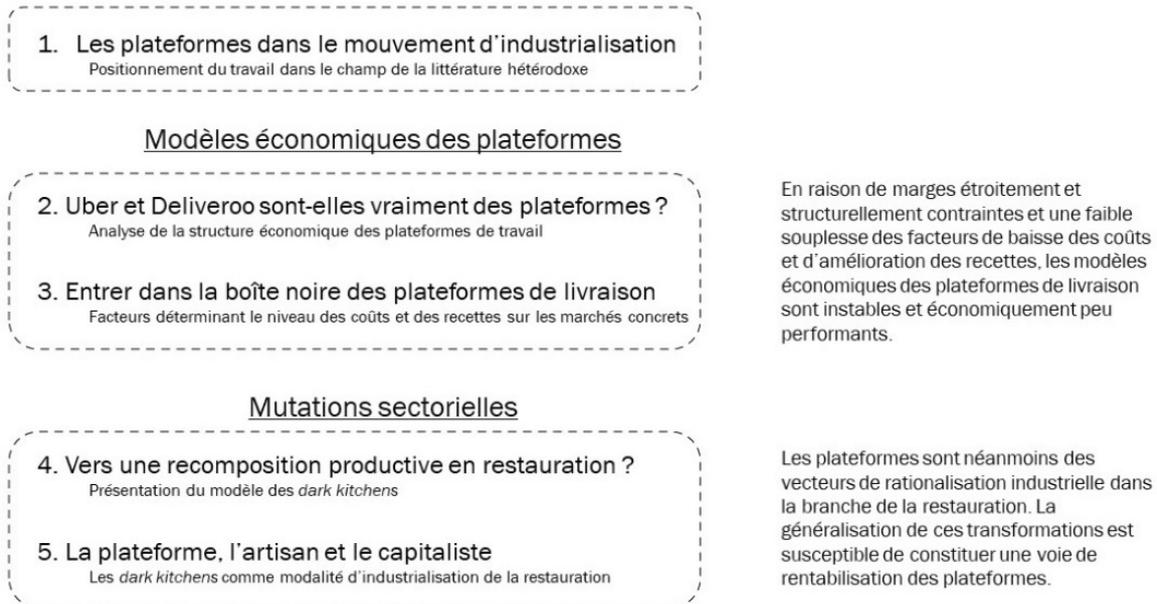 1. Les plateformes dans le mouvement d'industrialisation
Positionnement du travail dans le champ de la littérature hétérodoxe
Modèles économiques des plateformes
2. Uber et Deliveroo sont-elles vraiment des plateformes ?
Analyse de la structure économique des plateformes de travail
3. Entrer dans la boîte noire des plateformes de livraison
Facteurs déterminant le niveau des coûts et des recettes sur les marchés concrets
En raison de marges étroitement et
structurellement contraintes et une faible
souplesse des facteurs de baisse des coûts
et d'amélioration des recettes, les modèles
économiques des plateformes de livraison
sont instables et économiquement peu
performants.
Mutations sectorielles
4. Vers une recomposition productive en restauration ?
Présentation du modèle des dark kitchens
5. La plateforme, l'artisan et le capitaliste
Les dark kitchens comme modalité d'industrialisation de la restauration
Les plateformes sont néanmoins des
vecteurs de rationalisation industrielle dans
la branche de la restauration. La
généralisation de ces transformations est
susceptible de constituer une voie de
rentabilisation des plateformes.